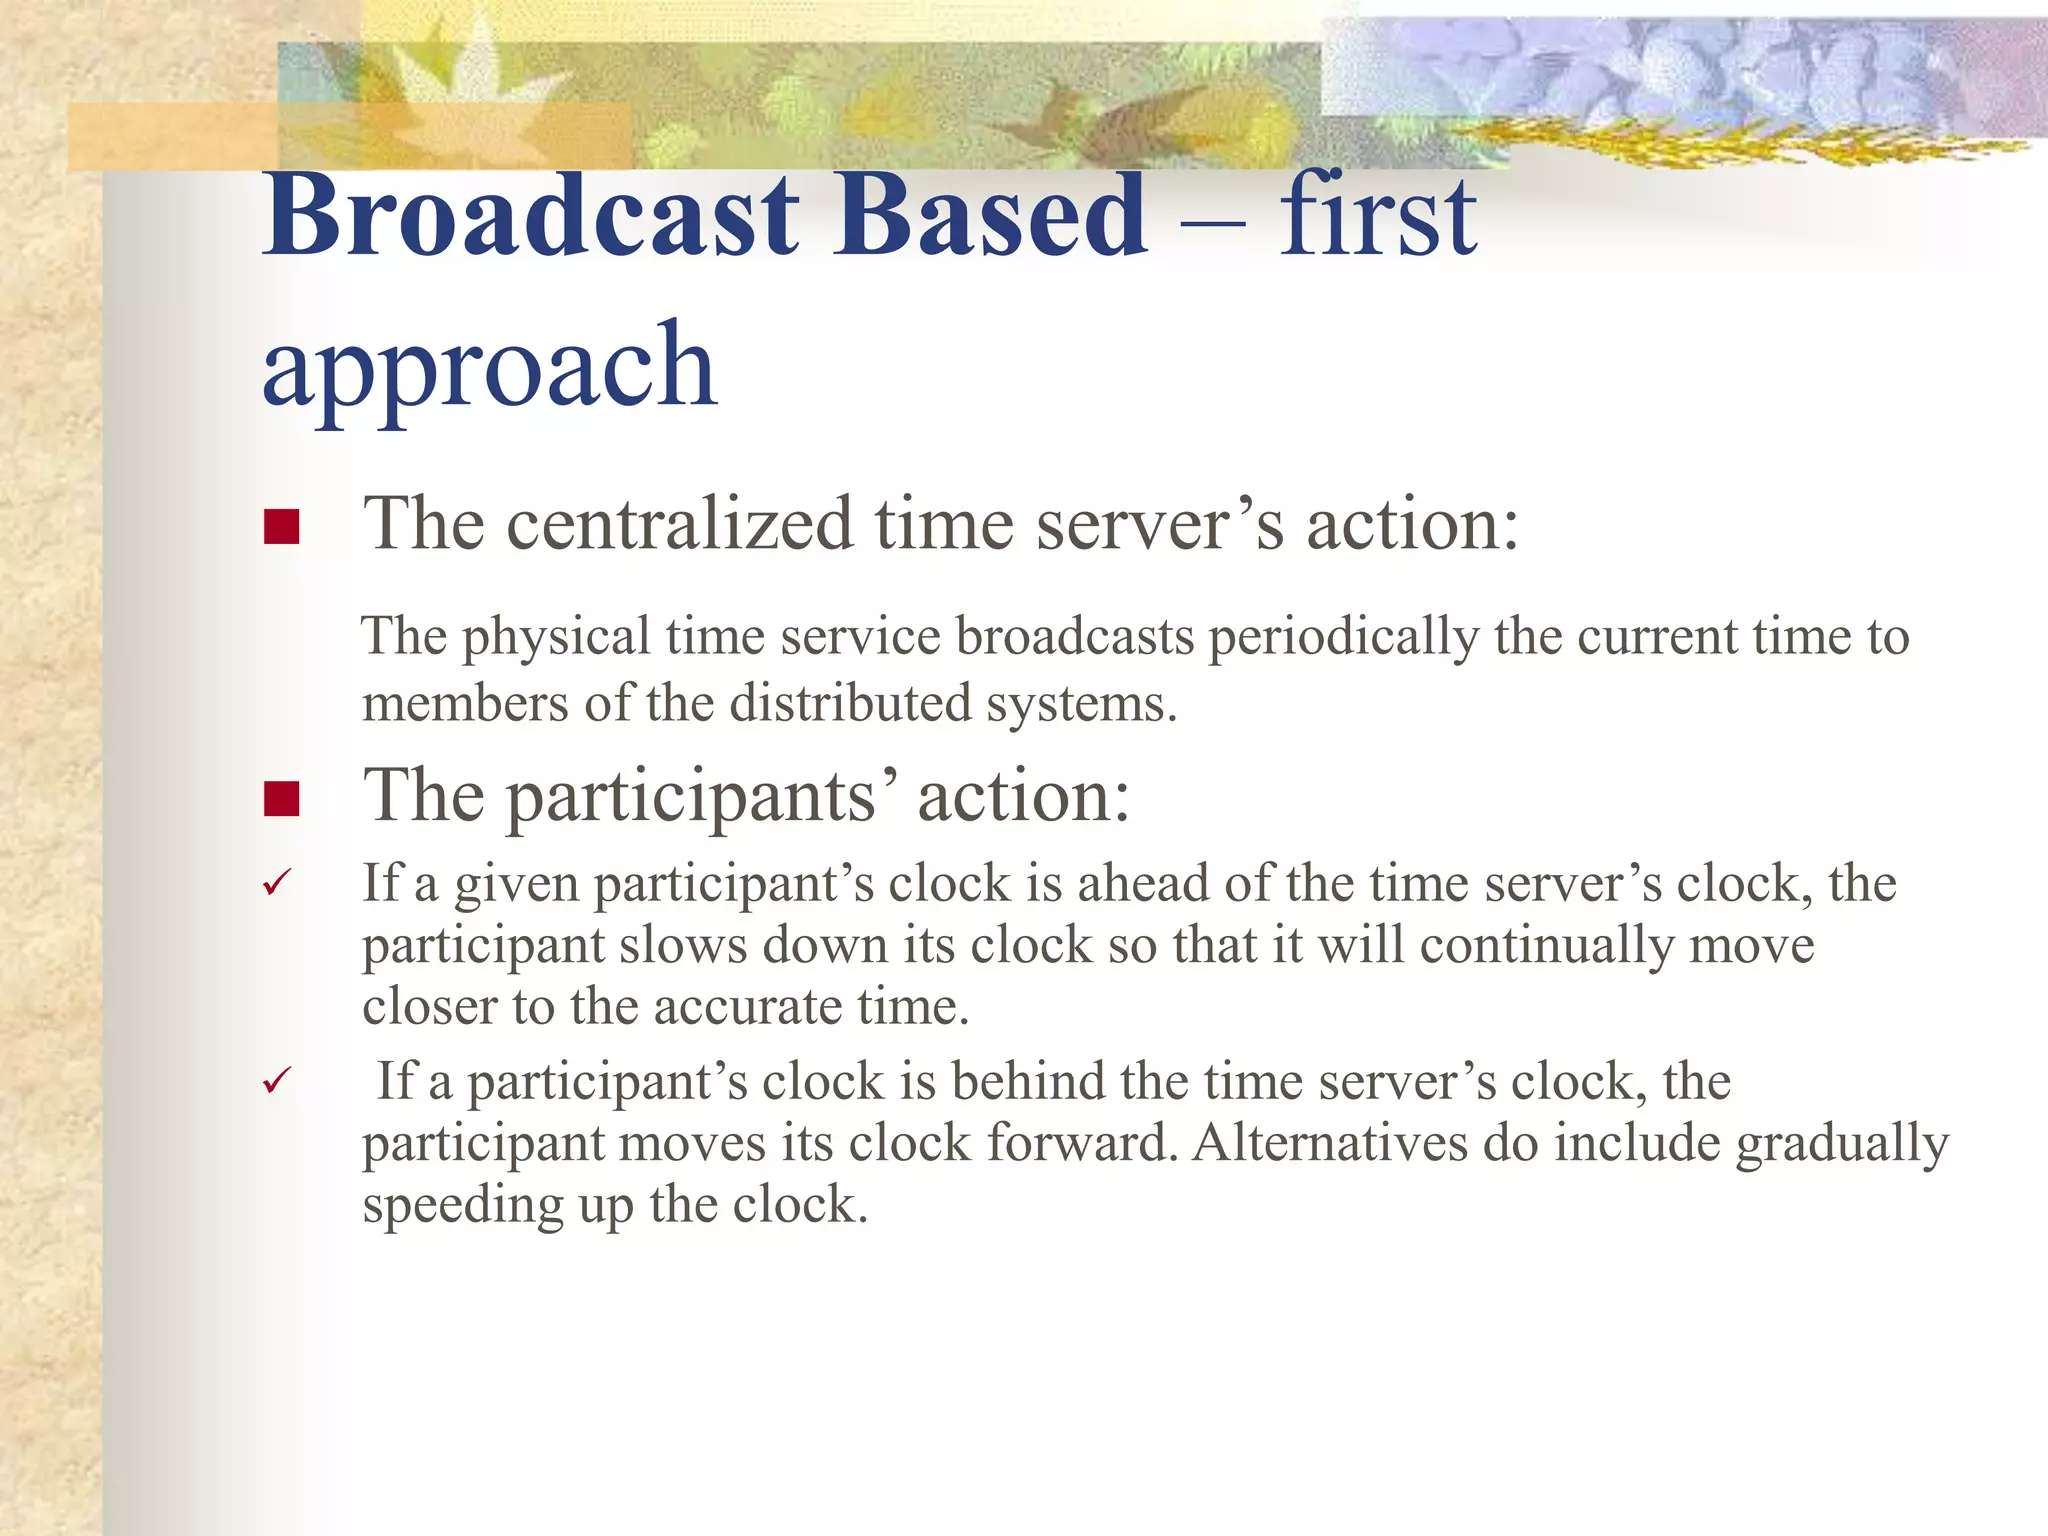 Broadcast Based – first
approach
The centralized time server’s action:
The physical time service broadcasts periodically the current time to
members of the distributed systems.
The participants’ action:
If a given participant’s clock is ahead of the time server’s clock, the
participant slows down its clock so that it will continually move
closer to the accurate time.
If a participant’s clock is behind the time server’s clock, the
participant moves its clock forward. Alternatives do include gradually
speeding up the clock.